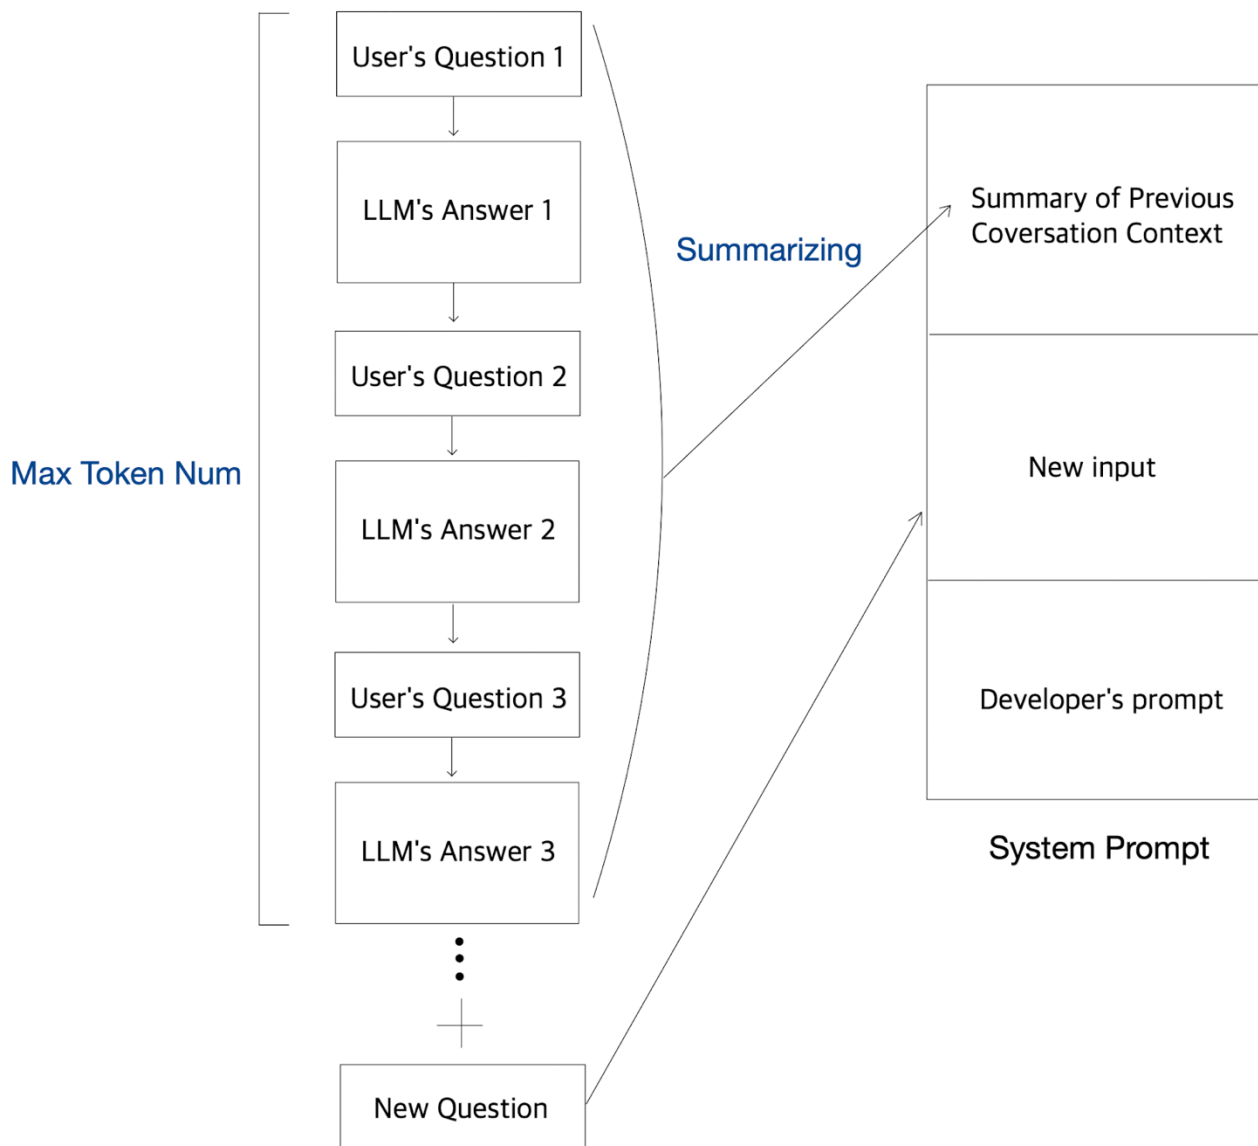 User's Question 1
LLM's Answer 1
Summarizing
User's Question 2
Max Token Num
LLM's Answer 2
User's Question 3
LLM's Answer 3
New Question
Summary of Previous
Coversation Context
New input
Developer's prompt
System Prompt